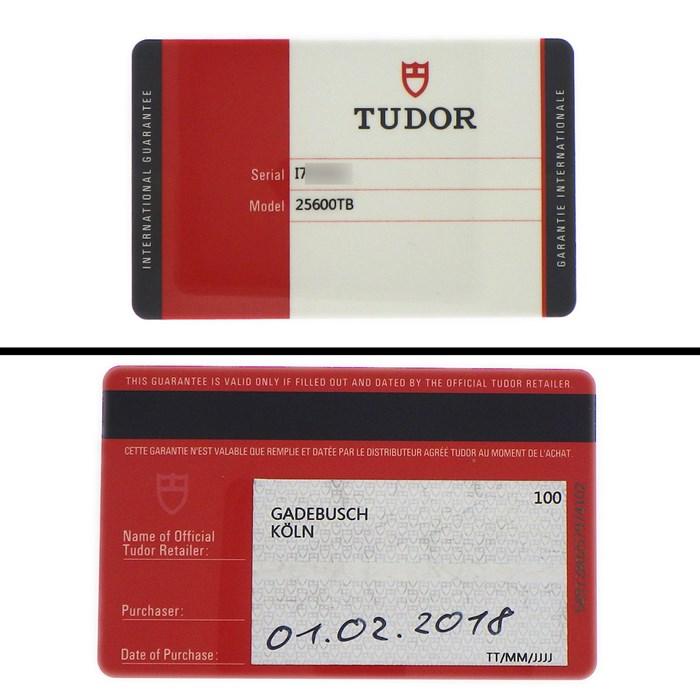 INTERNATIONAL GUARANTEE
TUDOR
Serial I7
Model 25600TB
GARANTIE INTERNATIONALE
THIS GUARANTEE IS VALID ONLY IF FILLED OUT AND DATED BY THE OFFICIAL TUDOR RETAILER.
CETTE GARANTIE N'EST VALABLE QUE REMPLIE ET DATÉE PAR LE DISTRIBUTEUR AGRÉÉ TUDOR AU MOMENT DE L'ACHAT.
100
GADEBUSCH
KÖLN
Name of Official
Tudor Retailer:
Purchaser:
01.02.2018
Date of Purchase:
TT/MM/JJJJ